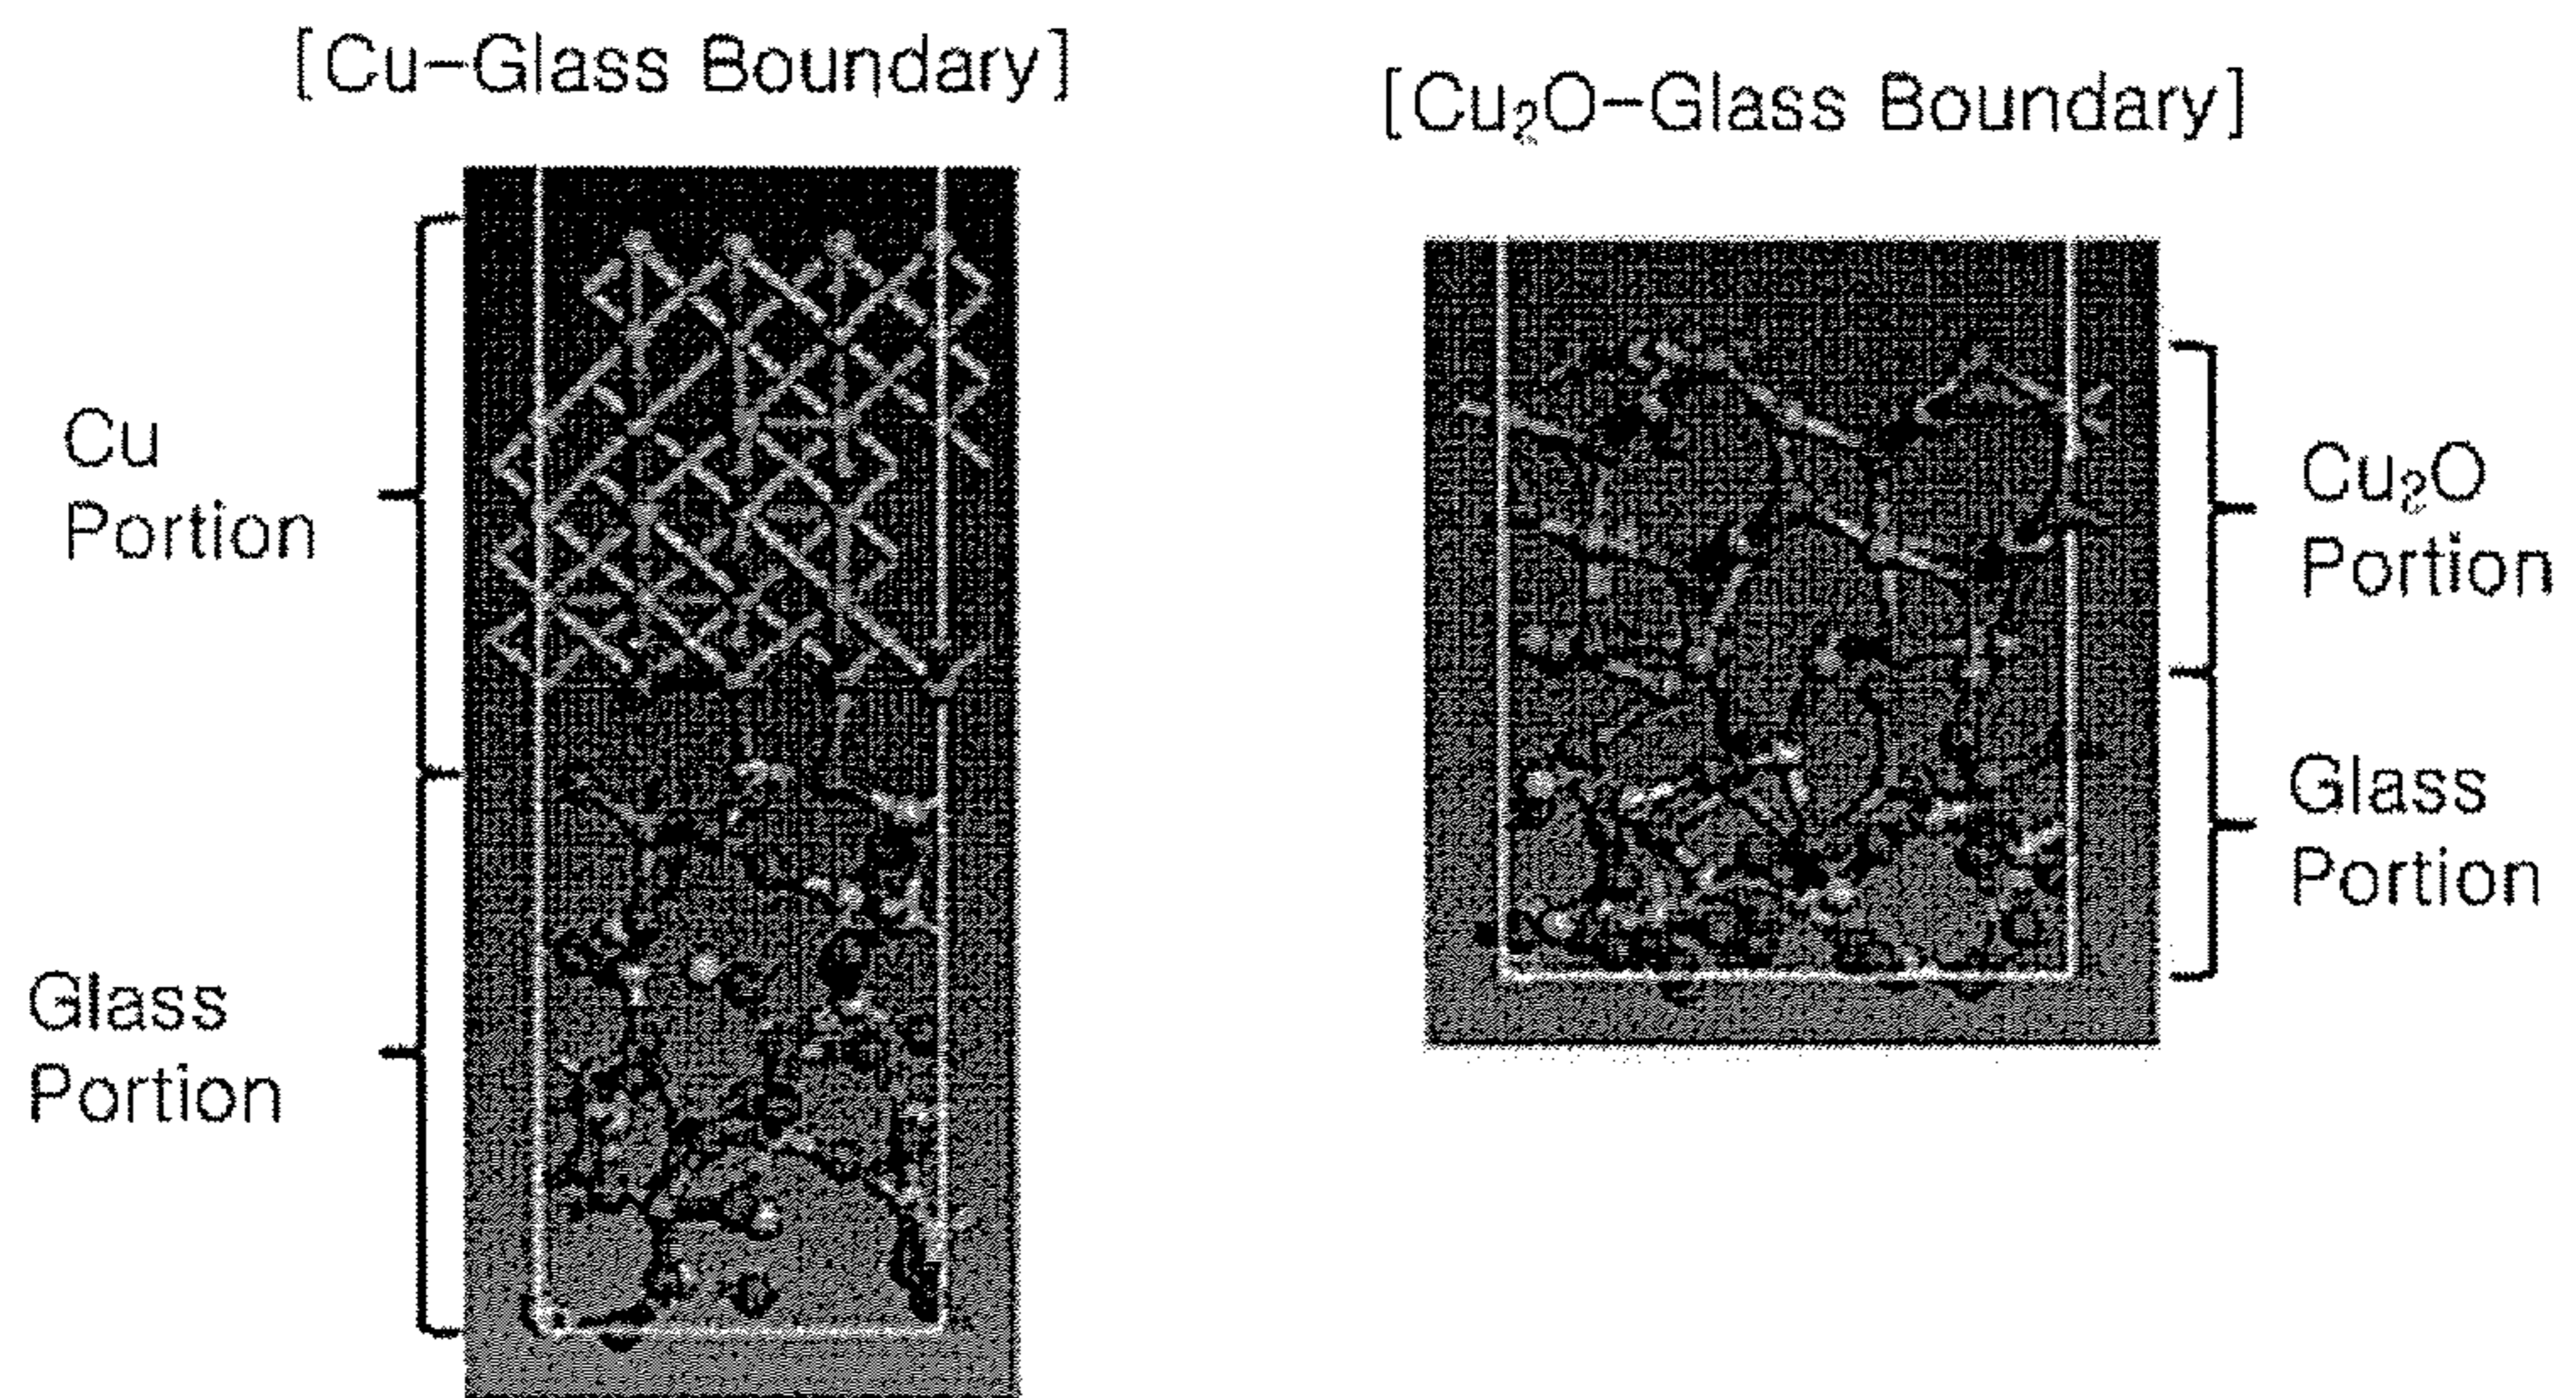 [Cu-Glass Boundary]
[Cu₂O-Glass Boundary]
Cu
Portion
Glass
Portion
Cu₂O
Portion
Glass
Portion